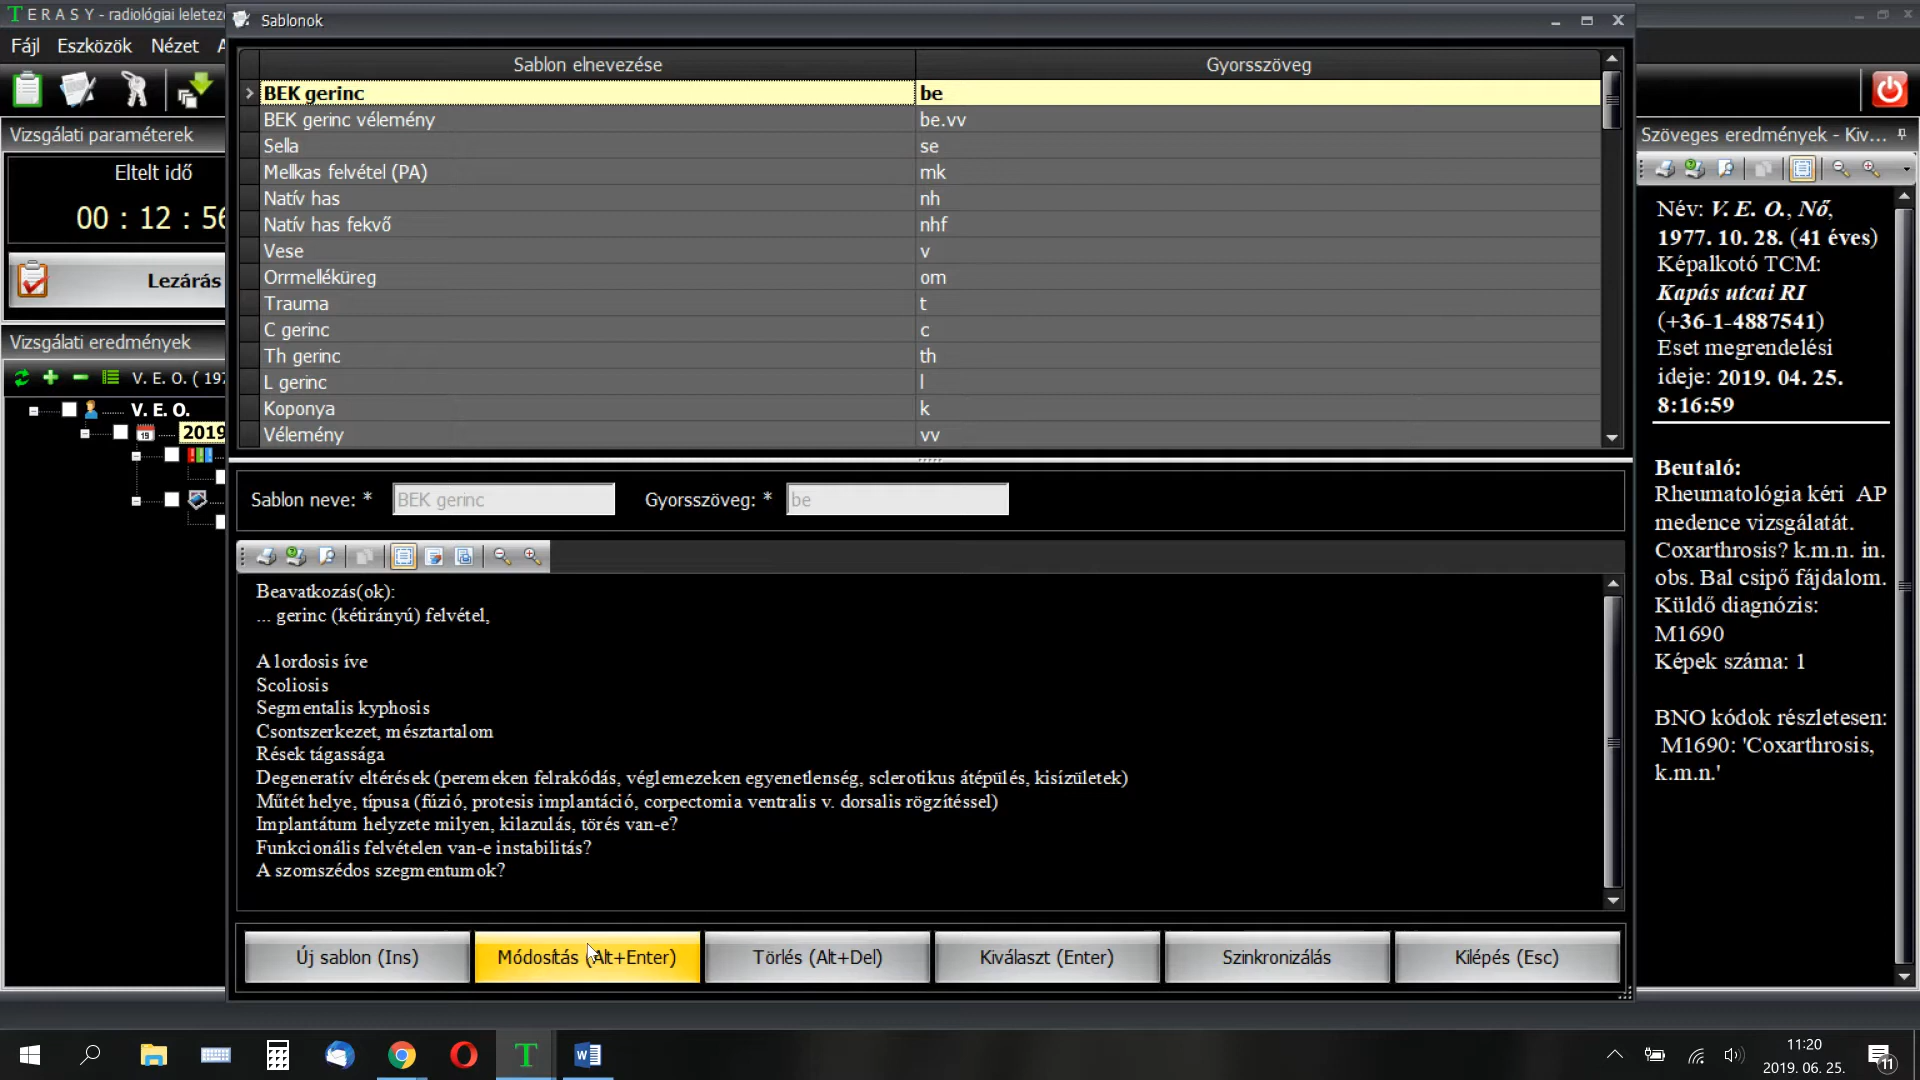 T E R A S Y - radiológiai leletez
Sablonok
Fájl Eszközök Nézet
Sablon elnevezése Gyorsszöveg
BEK gerinc be
BEK gerinc vélemény be.vv
Sella se
Mellkas felvétel (PA) mk
Natív has nh
Natív has fekvő nhf
Vese v
Orrmelléküreg om
Trauma t
C gerinc c
Th gerinc th
L gerinc l
Koponya k
Vélemény vv
Vizsgálati paraméterek
Eltelt idő
00 : 12 : 56
Lezárás
Vizsgálati eredmények
V. E. O. ( 197
V. E. O.
19 2019
Sablon neve: * BEK gerinc Gyorsszöveg: * be
Beavatkozás(ok):
... gerinc (kétirányú) felvétel,
A lordosis íve
Scoliosis
Segmentalis kyphosis
Csontszerkezet, mésztartalom
Rések tágassága
Degeneratív eltérések (peremeken felrakódás, véglemezeken egyenetlenség, sclerotikus átépülés, kisízületek)
Műtét helye, típusa (fúzió, protesis implantáció, corpectomia ventralis v. dorsalis rögzítéssel)
Implantátum helyzete milyen, kilazulás, törés van-e?
Funkcionális felvételen van-e instabilitás?
A szomszédos szegmentumok?
Új sablon (Ins) Módosítás (Alt+Enter) Törlés (Alt+Del) Kiválaszt (Enter) Szinkronizálás Kilépés (Esc)
Szöveges eredmények - Kiv...
Név: V. E. O., Nő,
1977. 10. 28. (41 éves)
Képalkotó TCM:
Kapás utcai RI
(+36-1-4887541)
Eset megrendelési
ideje: 2019. 04. 25.
8:16:59
Beutaló:
Rheumatológia kéri AP
medence vizsgálatát.
Coxarthrosis? k.m.n. in.
obs. Bal csipő fájdalom.
Küldő diagnózis:
M1690
Képek száma: 1
BNO kódok részletesen:
M1690: 'Coxarthrosis,
k.m.n.'
T
11:20
2019. 06. 25.
11